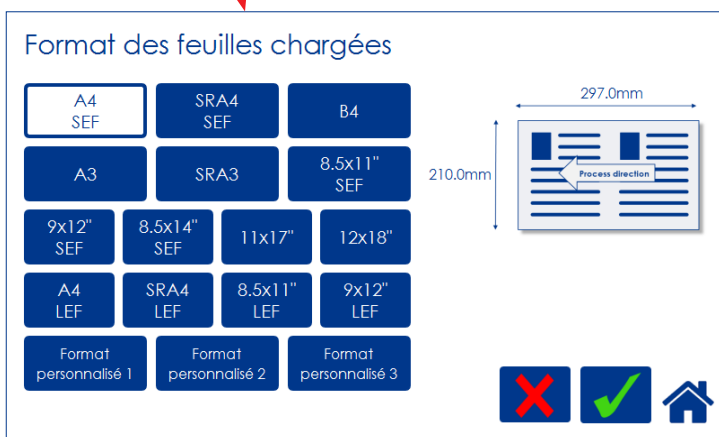 Format des feuilles chargées
A4
SEF
SRA4
SEF
B4
A3
SRA3
8.5x11"
SEF
9x12"
SEF
8.5x14"
SEF
11x17"
12x18"
A4
LEF
SRA4
LEF
8.5x11"
LEF
9x12"
LEF
Format
personnalisé 1
Format
personnalisé 2
Format
personnalisé 3
297.0mm
210.0mm
Process direction